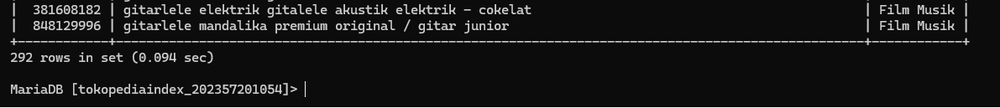 |  381608182 | gitarlele elektrik gitalele akustik elektrik – cokelat | Film Musik |
|  848129996 | gitarlele mandalika premium original / gitar junior | Film Musik |
292 rows in set (0.094 sec)
MariaDB [tokopediaindex_202357201054]>